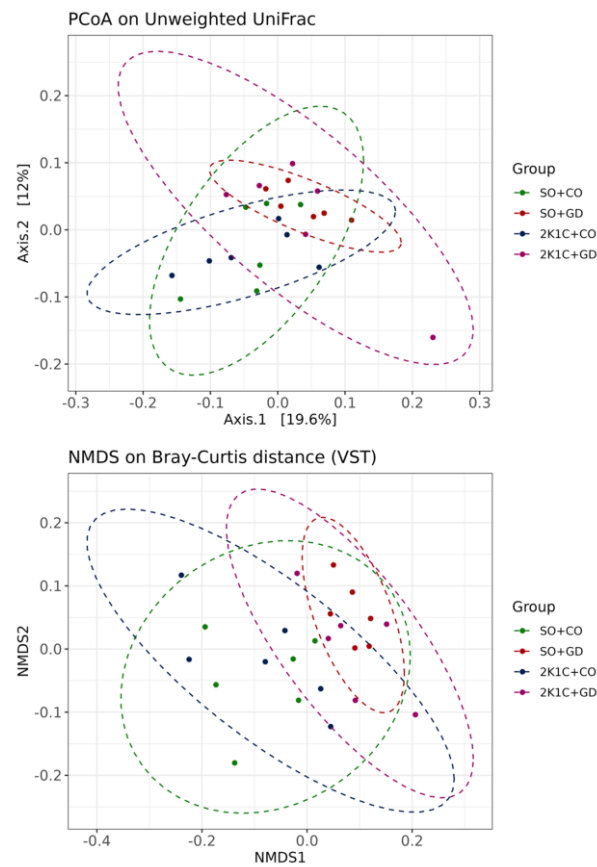 PCoA on Unweighted UniFrac
Axis.2 [12%]
0.2
0.1
0.0
-0.1
-0.2
-0.3
-0.2
-0.1
0.0
0.1
0.2
0.3
Axis.1 [19.6%]
Group
SO+CO
SO+GD
2K1C+CO
2K1C+GD
NMDS on Bray-Curtis distance (VST)
NMDS2
0.2
0.1
0.0
-0.1
-0.2
-0.4
-0.2
0.0
0.2
NMDS1
Group
SO+CO
SO+GD
2K1C+CO
2K1C+GD